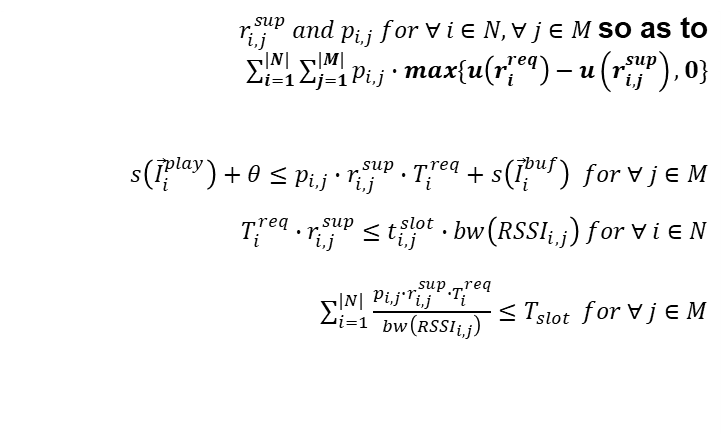 r_{i,j}^{sup} and p_{i,j} for ∀ i ∈ N, ∀ j ∈ M so as to
∑_{i=1}^{|N|} ∑_{j=1}^{|M|} p_{i,j} · max{u(r_i^{req}) − u(r_{i,j}^{sup}), 0}
s(I⃗_i^{play}) + θ ≤ p_{i,j} · r_{i,j}^{sup} · T_i^{req} + s(I⃗_i^{buf}) for ∀ j ∈ M
T_i^{req} · r_{i,j}^{sup} ≤ t_{i,j}^{slot} · bw(RSSI_{i,j}) for ∀ i ∈ N
∑_{i=1}^{|N|} \frac{p_{i,j}·r_{i,j}^{sup}·T_i^{req}}{bw(RSSI_{i,j})} ≤ T_{slot} for ∀ j ∈ M